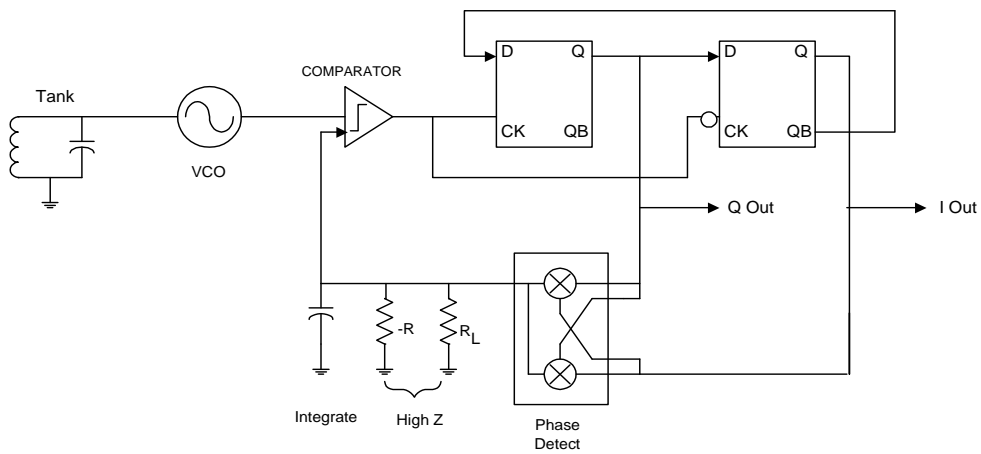 COMPARATOR
Tank
VCO
D Q
CK QB
D Q
CK QB
Q Out
I Out
-R
RL
Integrate
High Z
Phase
Detect